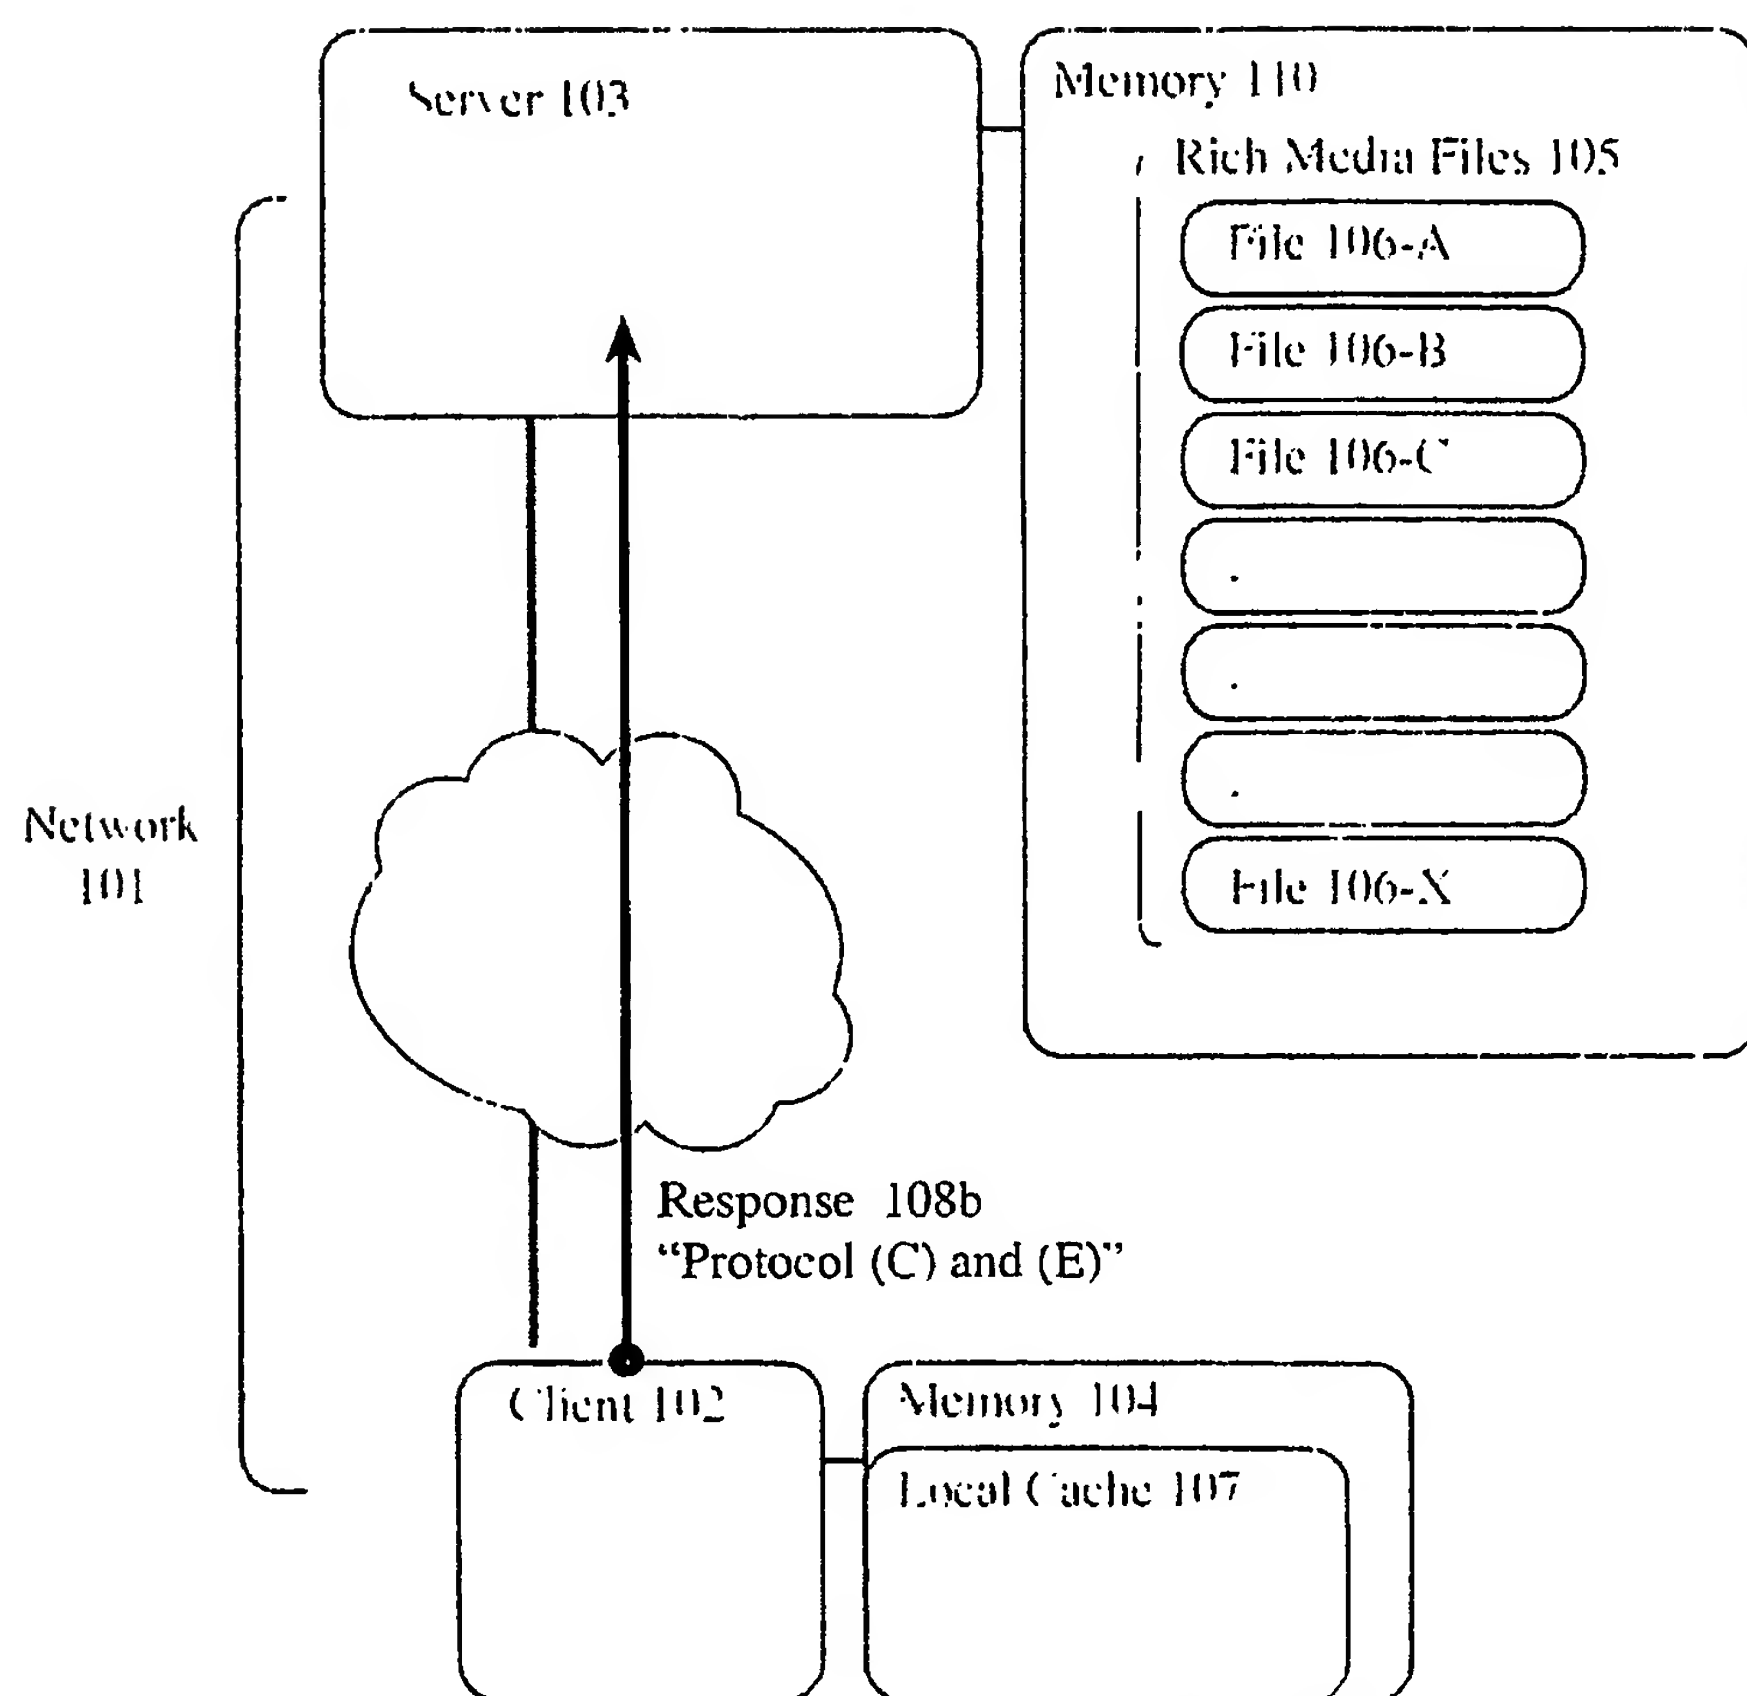 Server 103
Memory 110
Rich Media Files 105
File 106-A
File 106-B
File 106-C
.
.
.
File 106-X
Network
101
Response 108b
“Protocol (C) and (E)”
Client 102
Memory 104
Local Cache 107